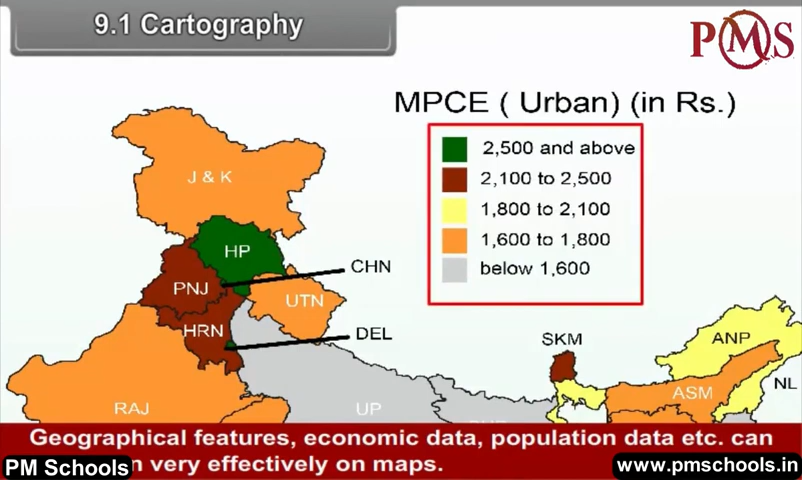 9.1 Cartography
PMS
MPCE ( Urban) (in Rs.)
2,500 and above
2,100 to 2,500
1,800 to 2,100
1,600 to 1,800
below 1,600
J & K
HP
CHN
PNJ
UTN
HRN
DEL
SKM
ANP
ASM
NL
RAJ
UP
Geographical features, economic data, population data etc. can
n very effectively on maps.
PM Schools
www.pmschools.in